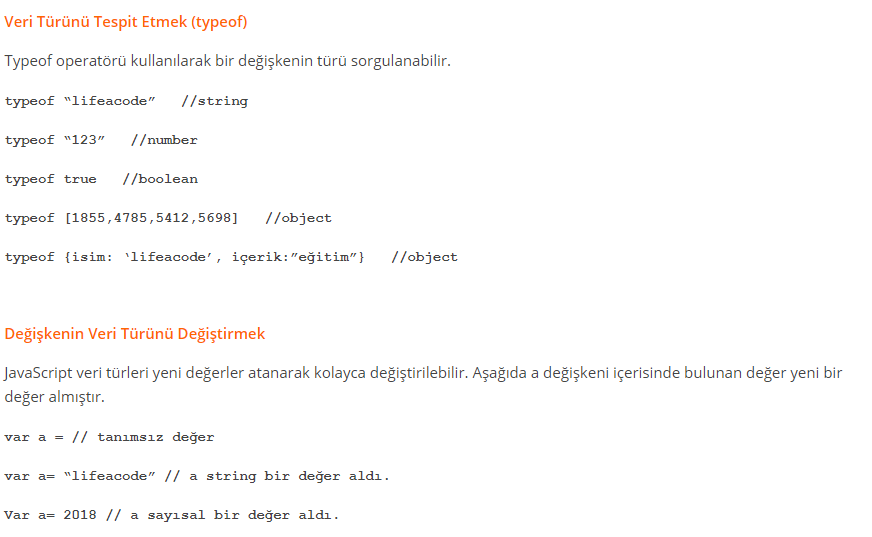 Veri Türünü Tespit Etmek (typeof)
Typeof operatörü kullanılarak bir değişkenin türü sorgulanabilir.
typeof “lifeacode”   //string
typeof “123”   //number
typeof true   //boolean
typeof [1855,4785,5412,5698]   //object
typeof {isim: ‘lifeacode’, içerik:”eğitim”}   //object
Değişkenin Veri Türünü Değiştirmek
JavaScript veri türleri yeni değerler atanarak kolayca değiştirilebilir. Aşağıda a değişkeni içerisinde bulunan değer yeni bir
değer almıştır.
var a = // tanımsız değer
var a= “lifeacode” // a string bir değer aldı.
Var a= 2018 // a sayısal bir değer aldı.